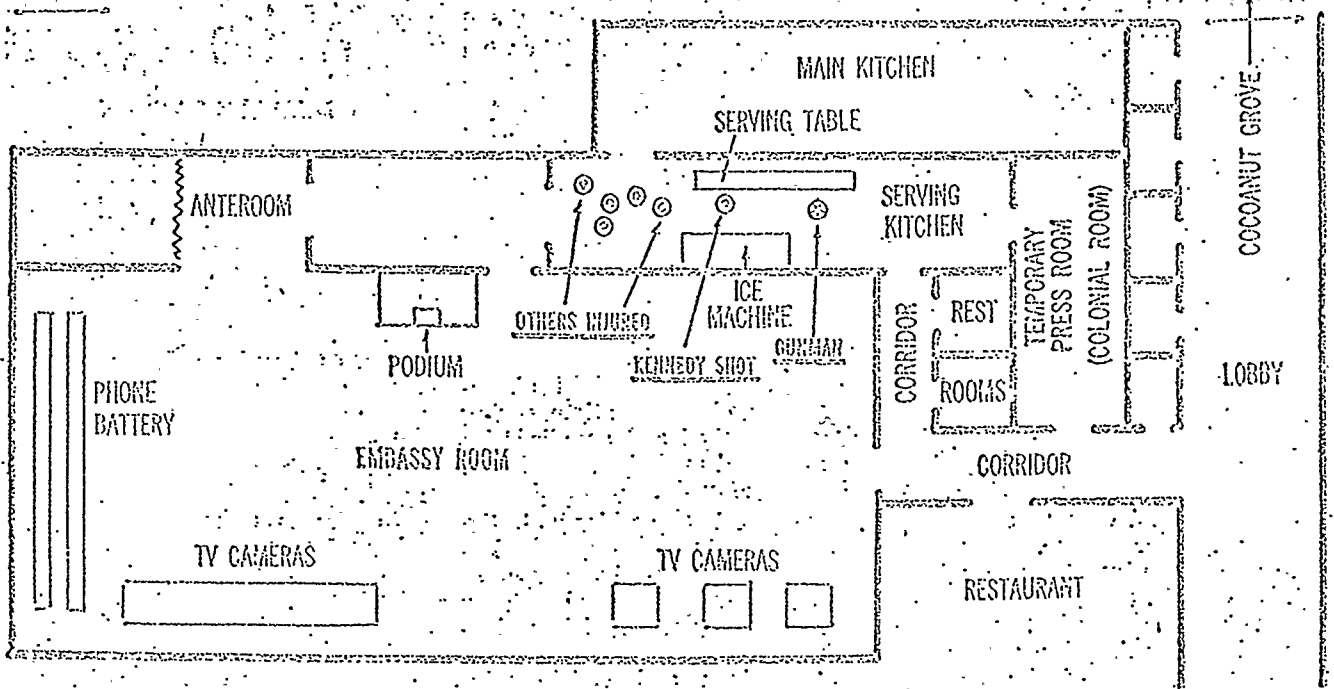 MAIN KITCHEN
COCOANUT GROVE
SERVING TABLE
ANTEROOM
SERVING
KITCHEN
TEMPORARY
PRESS ROOM
(COLONIAL ROOM)
ICE
MACHINE
OTHERS INJURED
CORRIDOR
REST
ROOMS
GUNMAN
KENNEDY SHOT
PODIUM
LOBBY
PHONE
BATTERY
EMBASSY ROOM
CORRIDOR
TV CAMERAS
TV CAMERAS
RESTAURANT